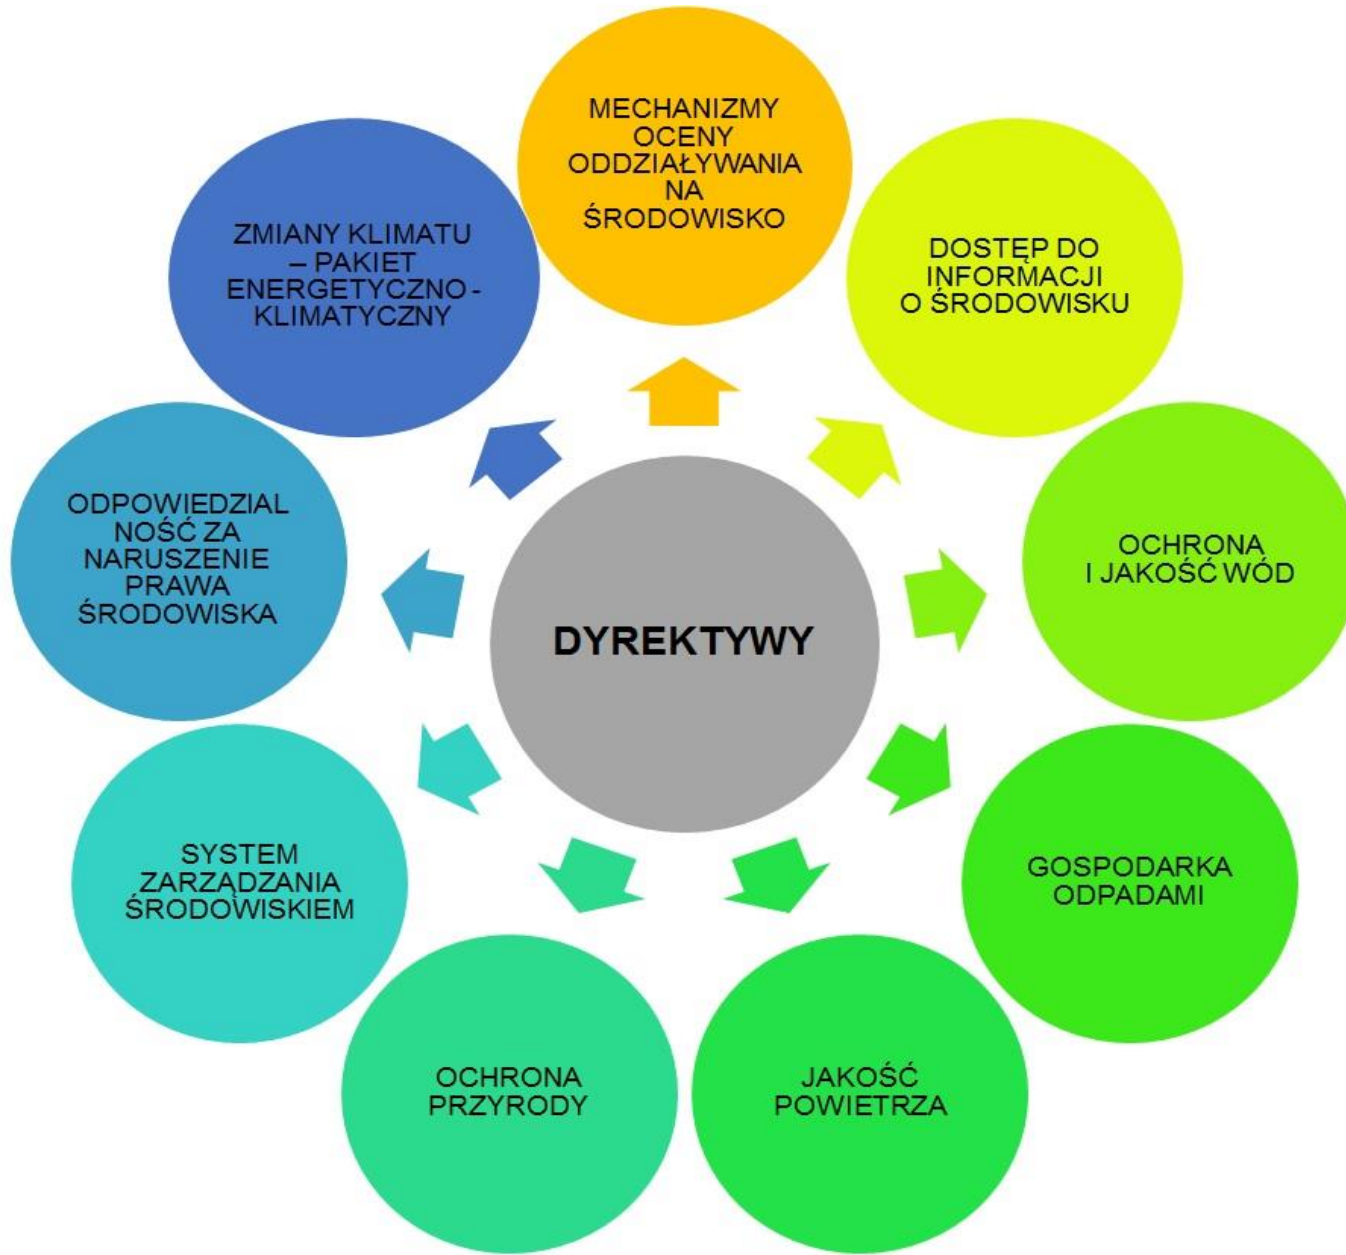 MECHANIZMY
OCENY
ODDZIAŁYWANIA
NA
ŚRODOWISKO
DOSTĘP DO
INFORMACJI
O ŚRODOWISKU
OCHRONA
I JAKOŚĆ WÓD
GOSPODARKA
ODPADAMI
JAKOŚĆ
POWIETRZA
OCHRONA
PRZYRODY
SYSTEM
ZARZĄDZANIA
ŚRODOWISKIEM
ODPOWIEDZIAL
NOŚĆ ZA
NARUSZENIE
PRAWA
ŚRODOWISKA
ZMIANY KLIMATU
– PAKIET
ENERGETYCZNO -
KLIMATYCZNY
DYREKTYWY